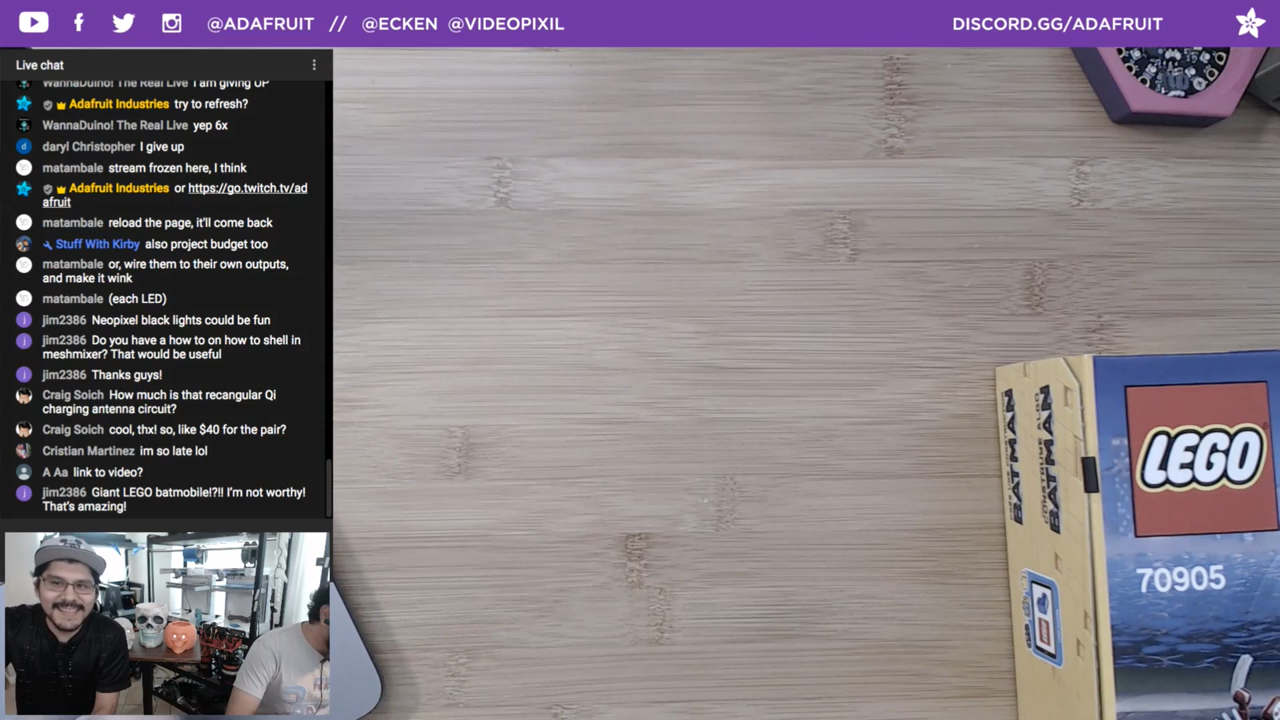 @ADAFRUIT // @ECKEN @VIDEOPIXIL
DISCORD.GG/ADAFRUIT
Live chat
WannaDuino! The Real Live I am giving UP
Adafruit Industries try to refresh?
WannaDuino! The Real Live yep 6x
daryl Christopher I give up
matambale stream frozen here, I think
Adafruit Industries or https://go.twitch.tv/ad
afruit
matambale reload the page, it'll come back
Stuff With Kirby also project budget too
matambale or, wire them to their own outputs,
and make it wink
matambale (each LED)
jim2386 Neopixel black lights could be fun
jim2386 Do you have a how to on how to shell in
meshmixer? That would be useful
jim2386 Thanks guys!
Craig Soich How much is that recangular Qi
charging antenna circuit?
Craig Soich cool, thx! so, like $40 for the pair?
Cristian Martinez im so late lol
A Aa link to video?
jim2386 Giant LEGO batmobile!?!! I'm not worthy!
That's amazing!
BATMAN
BATMAN
LEGO
70905